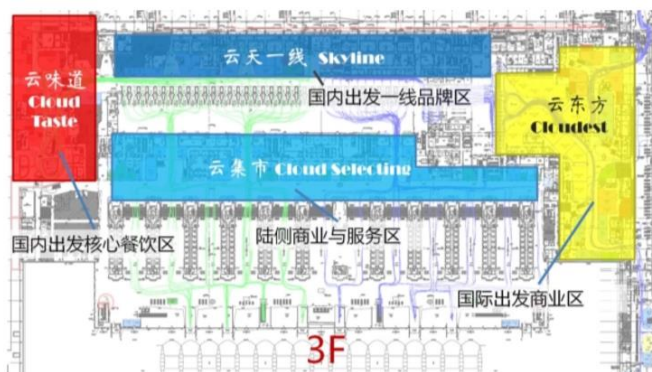 云味道
Cloud
Taste
云天一线 Skyline
国内出发一线品牌区
云东方
Cloudest
云集市 Cloud Selecting
国内出发核心餐饮区
陆侧商业与服务区
国际出发商业区
3F